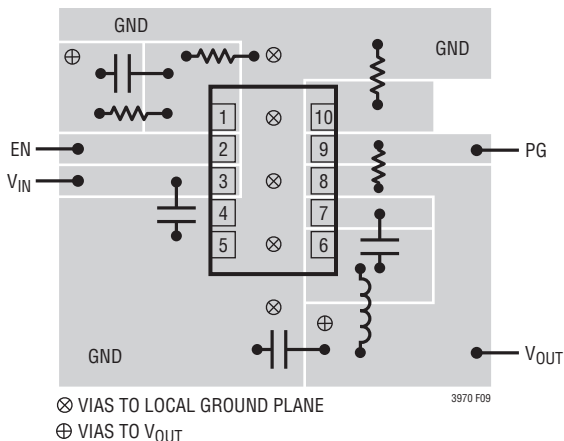 GND
GND
1
10
EN
2
9
PG
VIN
3
8
4
7
5
6
GND
VOUT
3970 F09
⊗ VIAS TO LOCAL GROUND PLANE
⊕ VIAS TO VOUT